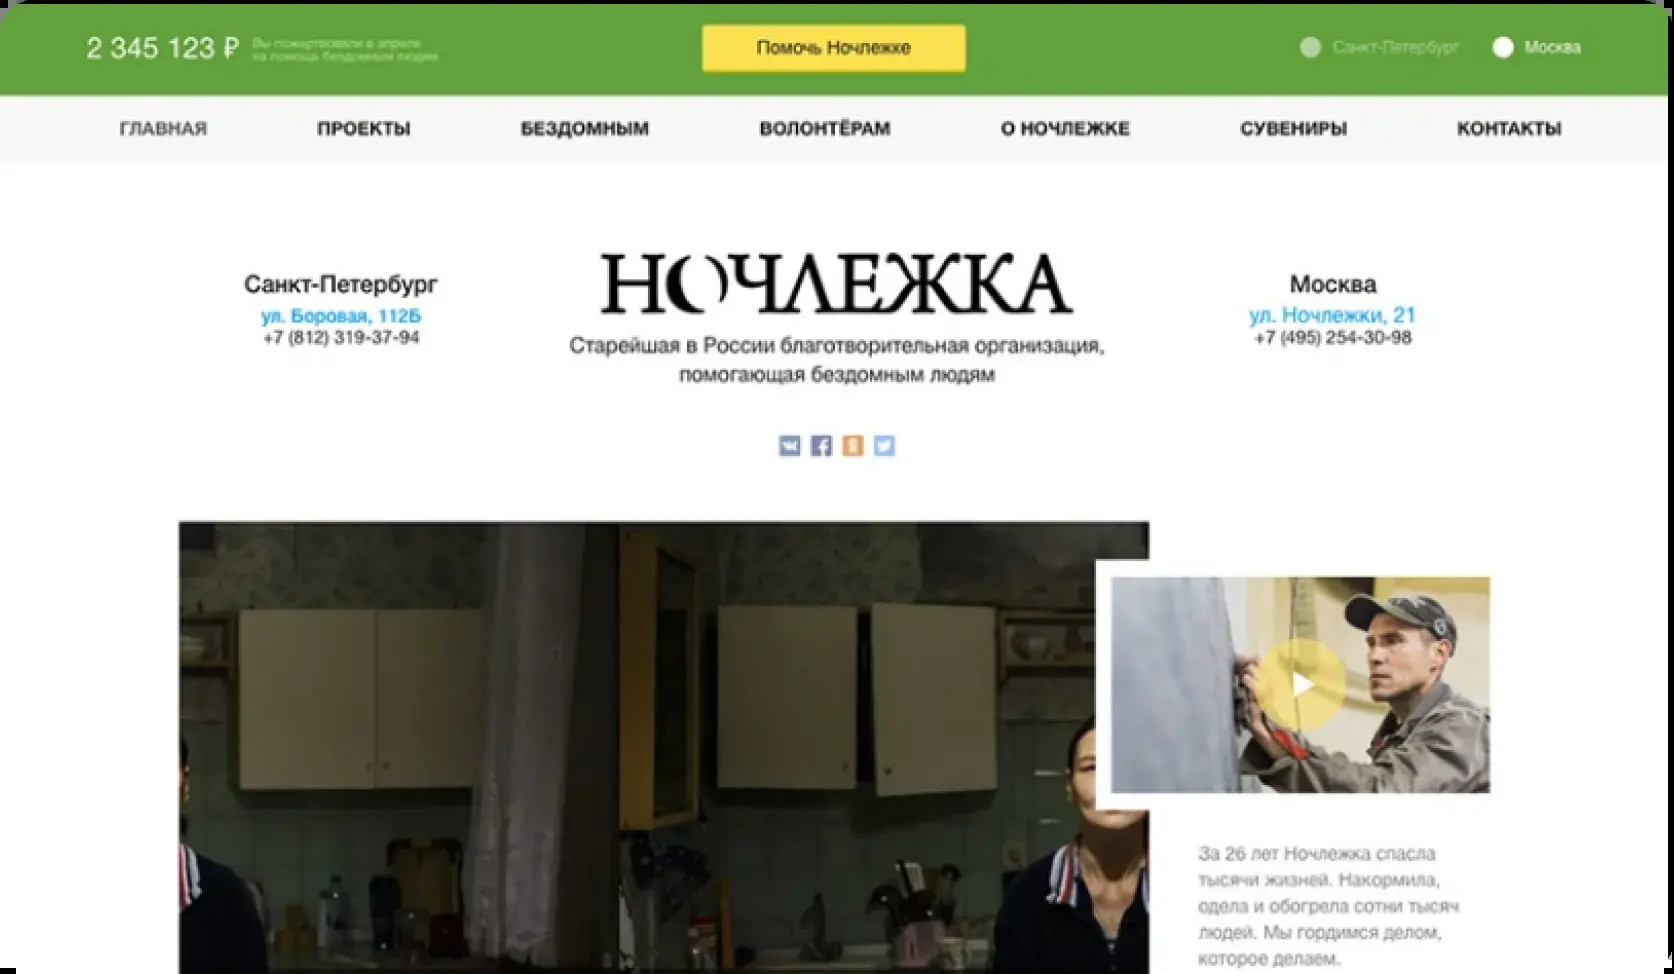 2 345 123 ₽
Вы пожертвовали в апреле
на помощь бездомным людям
Помочь Ночлежке
Санкт-Петербург
Москва
ГЛАВНАЯ
ПРОЕКТЫ
БЕЗДОМНЫМ
ВОЛОНТЁРАМ
О НОЧЛЕЖКЕ
СУВЕНИРЫ
КОНТАКТЫ
Санкт-Петербург
ул. Боровая, 112Б
+7 (812) 319-37-94
НОЧЛЕЖКА
Старейшая в России благотворительная организация,
помогающая бездомным людям
Москва
ул. Ночлежки, 21
+7 (495) 254-30-98
За 26 лет Ночлежка спасла
тысячи жизней. Накормила,
одела и обогрела сотни тысяч
людей. Мы гордимся делом,
которое делаем.